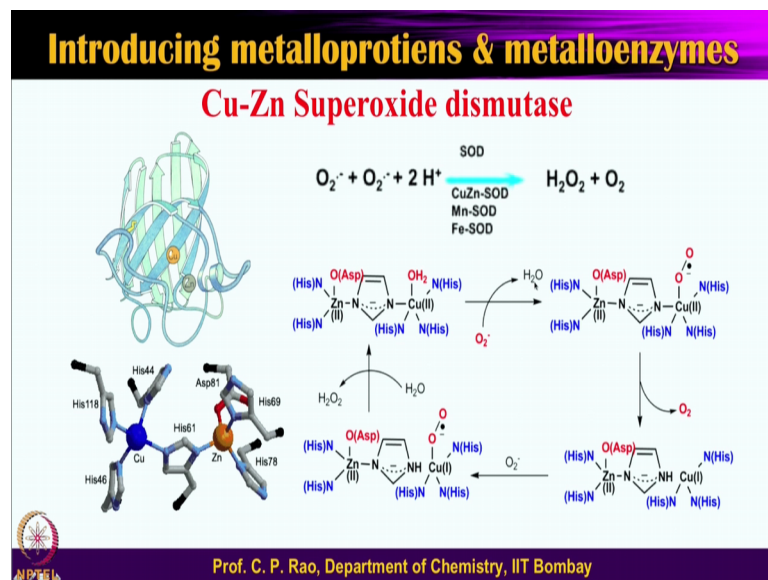 Introducing metalloprotiens & metalloenzymes
Cu-Zn Superoxide dismutase
SOD
O₂·⁻ + O₂·⁻ + 2 H⁺
H₂O₂ + O₂
CuZn-SOD
Mn-SOD
Fe-SOD
Cu
Zn
O(Asp)
OH₂
(His)N
N(His)
Zn-N
N-Cu(II)
(II)
(His)N
(His)N N(His)
H₂O
O₂⁻
O
O
O(Asp)
(His)N
N(His)
Zn-N
N-Cu(II)
(II)
(His)N
(His)N N(His)
His44
Asp81
His118
His69
His61
Cu
Zn
His46
His78
H₂O₂
H₂O
O₂
O
O
O(Asp)
(His)N
N(His)
Zn-N
NH Cu(I)
(II)
(His)N
(His)N N(His)
O₂⁻
O(Asp)
(His)N
N(His)
Zn-N
NH Cu(I)
(II)
(His)N
(His)N N(His)
NPTEL
Prof. C. P. Rao, Department of Chemistry, IIT Bombay